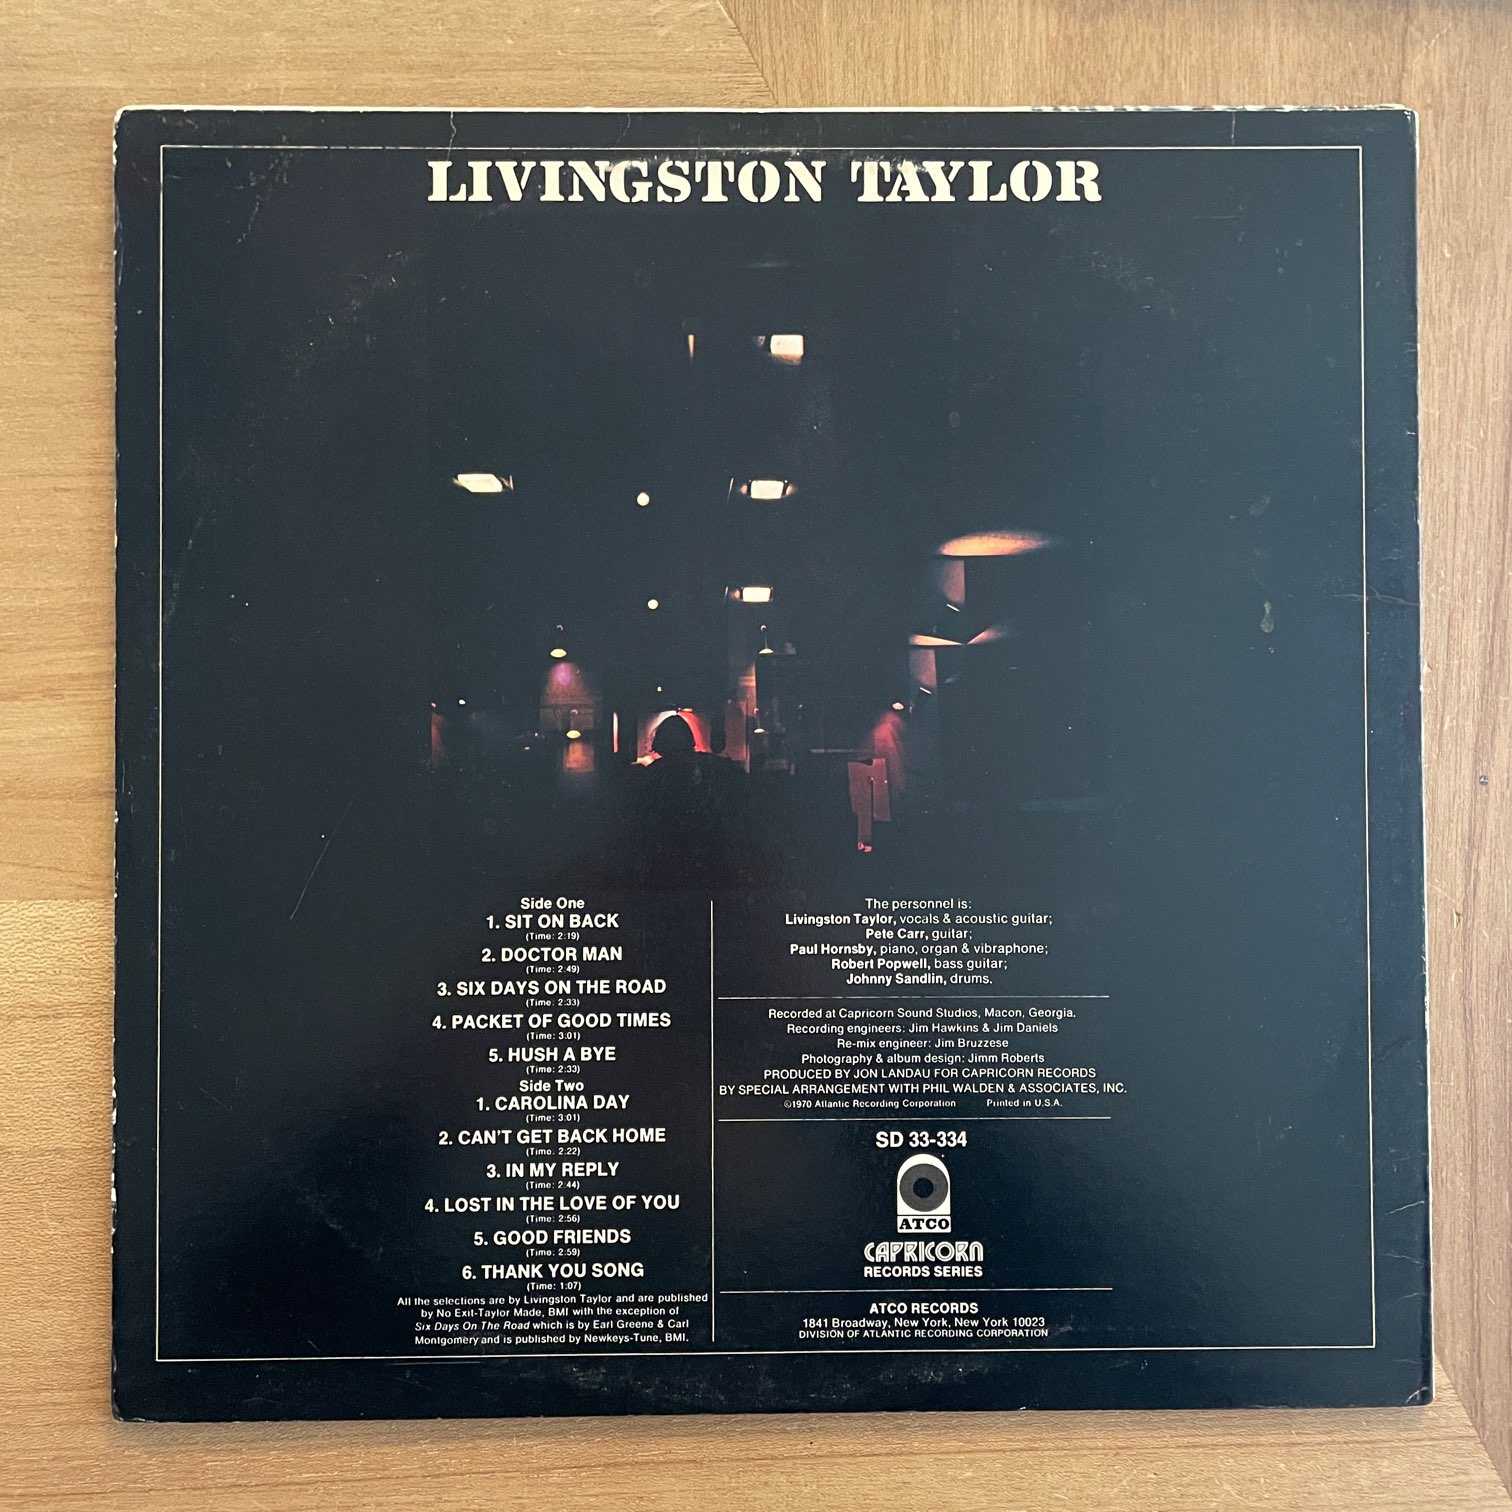 LIVINGSTON TAYLOR
Side One
1. SIT ON BACK
(Time: 2:19)
2. DOCTOR MAN
(Time: 2:49)
3. SIX DAYS ON THE ROAD
(Time: 2:33)
4. PACKET OF GOOD TIMES
(Time: 3:01)
5. HUSH A BYE
(Time: 2:33)
Side Two
1. CAROLINA DAY
(Time: 3:01)
2. CAN'T GET BACK HOME
(Time: 2:22)
3. IN MY REPLY
(Time: 2:44)
4. LOST IN THE LOVE OF YOU
(Time: 2:56)
5. GOOD FRIENDS
(Time: 2:59)
6. THANK YOU SONG
(Time: 1:07)
All the selections are by Livingston Taylor and are published
by No Exit-Taylor Made, BMI with the exception of
Six Days On The Road which is by Earl Greene & Carl
Montgomery and is published by Newkeys-Tune, BMI.
The personnel is:
Livingston Taylor, vocals & acoustic guitar;
Pete Carr, guitar;
Paul Hornsby, piano, organ & vibraphone;
Robert Popwell, bass guitar;
Johnny Sandlin, drums.
Recorded at Capricorn Sound Studios, Macon, Georgia.
Recording engineers: Jim Hawkins & Jim Daniels
Re-mix engineer: Jim Bruzzese
Photography & album design: Jimm Roberts
PRODUCED BY JON LANDAU FOR CAPRICORN RECORDS
BY SPECIAL ARRANGEMENT WITH PHIL WALDEN & ASSOCIATES, INC.
©1970 Atlantic Recording Corporation Printed in U.S.A.
SD 33-334
ATCO
CAPRICORN
RECORDS SERIES
ATCO RECORDS
1841 Broadway, New York, New York 10023
DIVISION OF ATLANTIC RECORDING CORPORATION